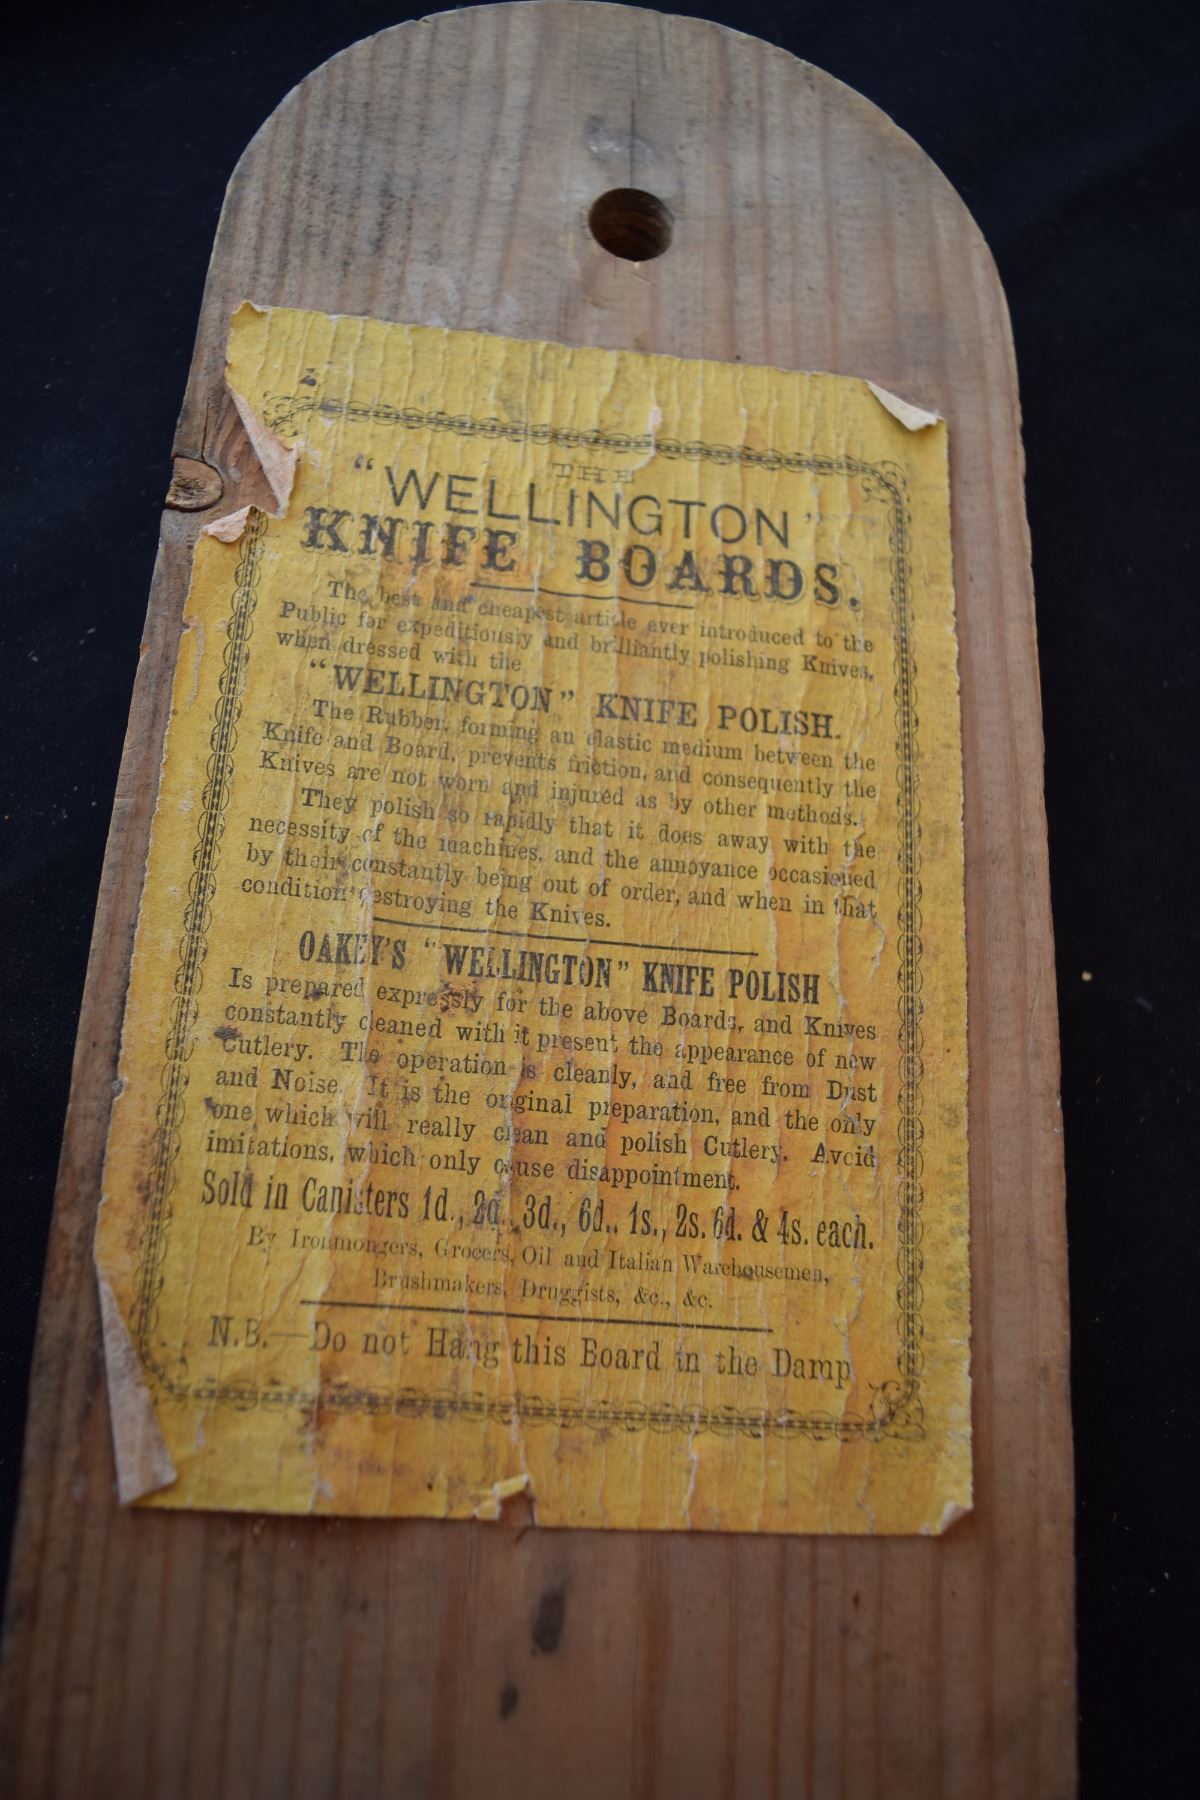 THE
"WELLINGTON"
KNIFE BOARDS.
The best and cheapest article ever introduced to the
Public for expeditiously and brilliantly polishing Knives,
when dressed with the
"WELLINGTON" KNIFE POLISH.
The Rubber, forming an elastic medium between the
Knife and Board, prevents friction, and consequently the
Knives are not worn and injured as by other methods.
They polish so rapidly that it does away with the
necessity of the machines, and the annoyance occasioned
by their constantly being out of order, and when in that
condition destroying the Knives.
OAKEY'S "WELLINGTON" KNIFE POLISH
Is prepared expressly for the above Boards, and Knives
constantly cleaned with it present the appearance of new
Cutlery. The operation is cleanly, and free from Dust
and Noise. It is the original preparation, and the only
one which will really clean and polish Cutlery. Avoid
imitations, which only cause disappointment.
Sold in Canisters 1d., 2d., 3d., 6d., 1s., 2s. 6d. & 4s. each.
By Ironmongers, Grocers, Oil and Italian Warehousemen,
Brushmakers, Druggists, &c., &c.
N.B.—Do not Hang this Board in the Damp